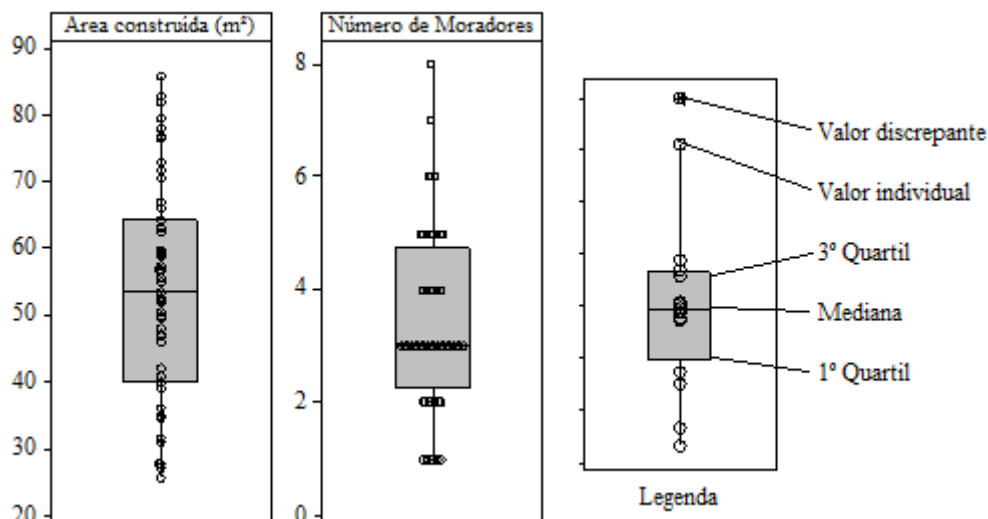 Area construída (m²)
90
80
70
60
50
40
30
20
Número de Moradores
8
6
4
2
0
Valor discrepante
Valor individual
3º Quartil
Mediana
1º Quartil
Legenda